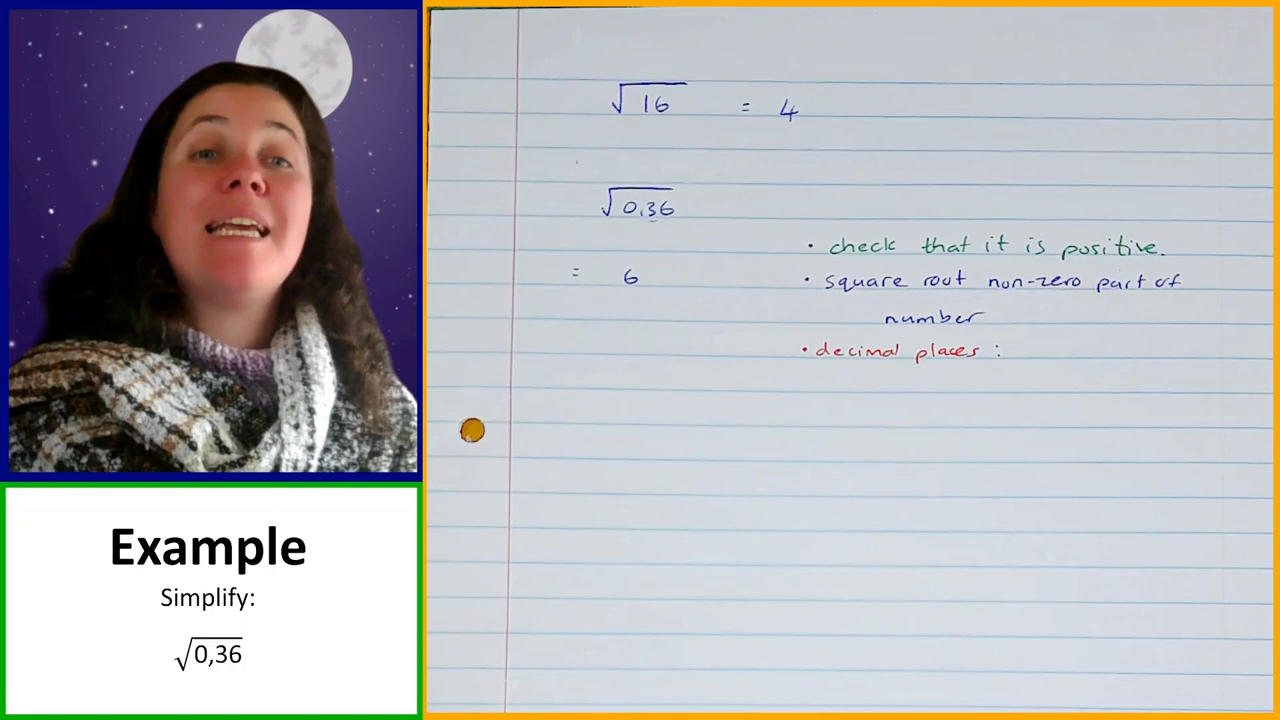 √16 = 4
√0,36
= 6
• check that it is positive.
• square root non-zero part of
number
• decimal places :
Example
Simplify:
√0,36